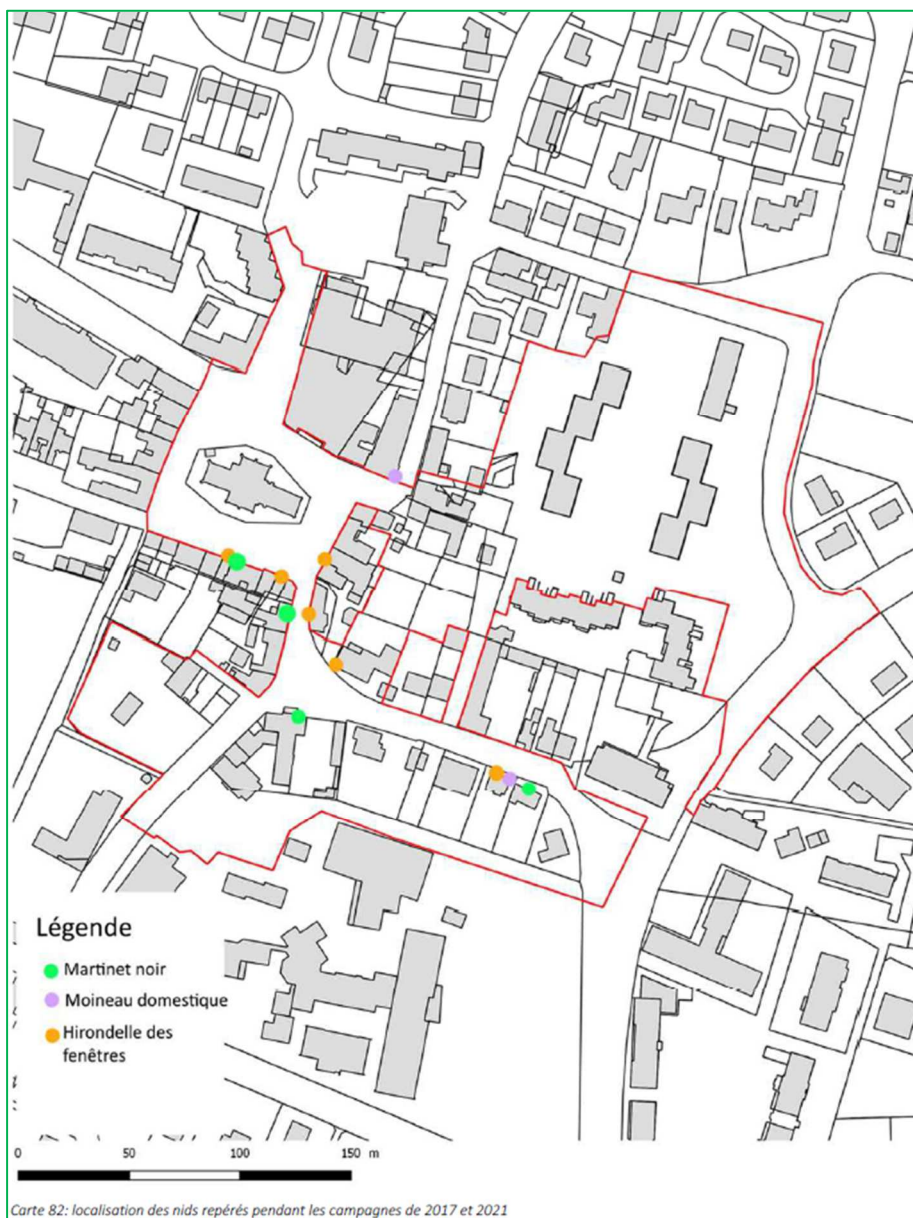 Légende
Martinet noir
Moineau domestique
Hirondelle des
fenêtres
0 50 100 150 m
Carte 82: localisation des nids repérés pendant les campagnes de 2017 et 2021